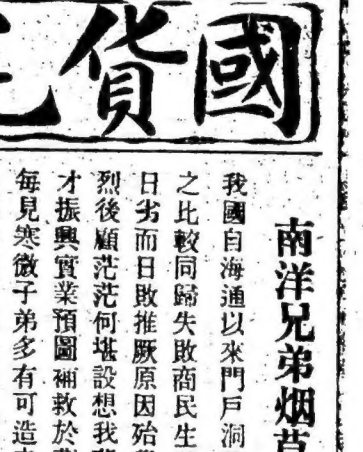 國貨
南洋兄弟烟草
我國自海通以來門戶洞
之比較同歸失敗商民生
日劣而日敗推厥原因殆
烈後顧茫茫何堪設想我
才振興實業預圖補救於
每見寒微子弟多有可造